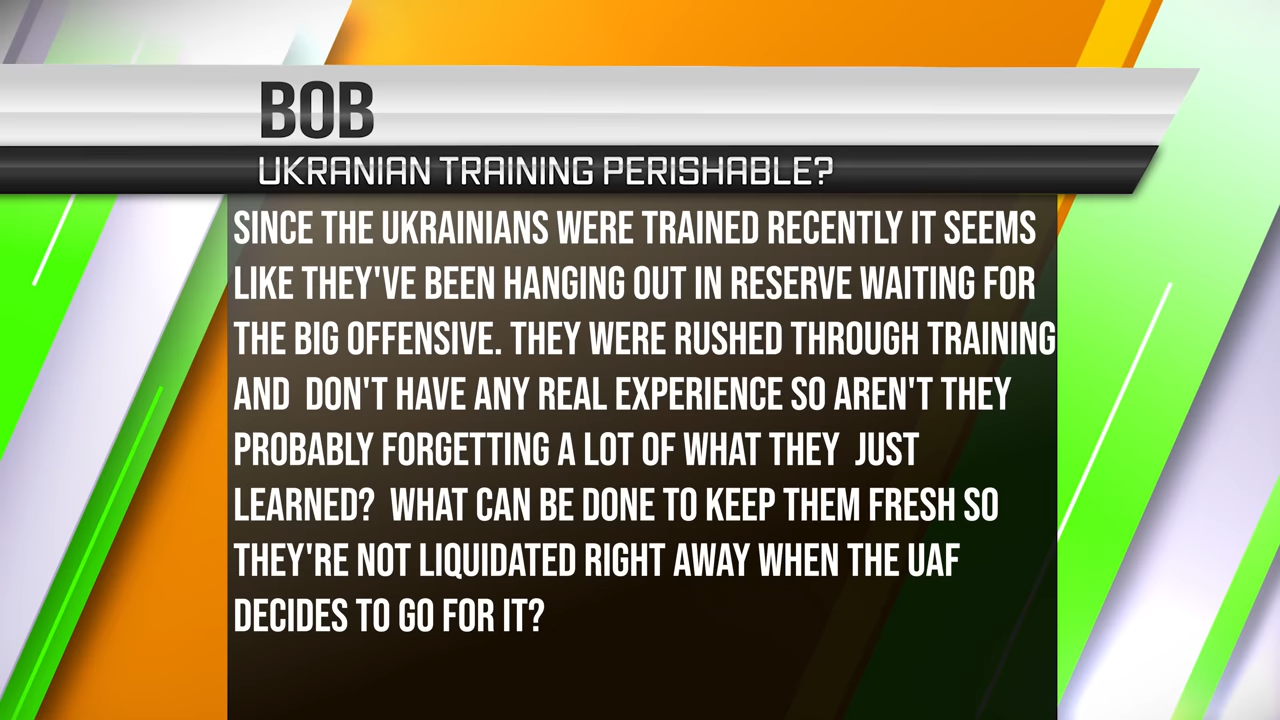 BOB
UKRANIAN TRAINING PERISHABLE?
SINCE THE UKRAINIANS WERE TRAINED RECENTLY IT SEEMS
LIKE THEY'VE BEEN HANGING OUT IN RESERVE WAITING FOR
THE BIG OFFENSIVE. THEY WERE RUSHED THROUGH TRAINING
AND  DON'T HAVE ANY REAL EXPERIENCE SO AREN'T THEY
PROBABLY FORGETTING A LOT OF WHAT THEY  JUST
LEARNED?  WHAT CAN BE DONE TO KEEP THEM FRESH SO
THEY'RE NOT LIQUIDATED RIGHT AWAY WHEN THE UAF
DECIDES TO GO FOR IT?